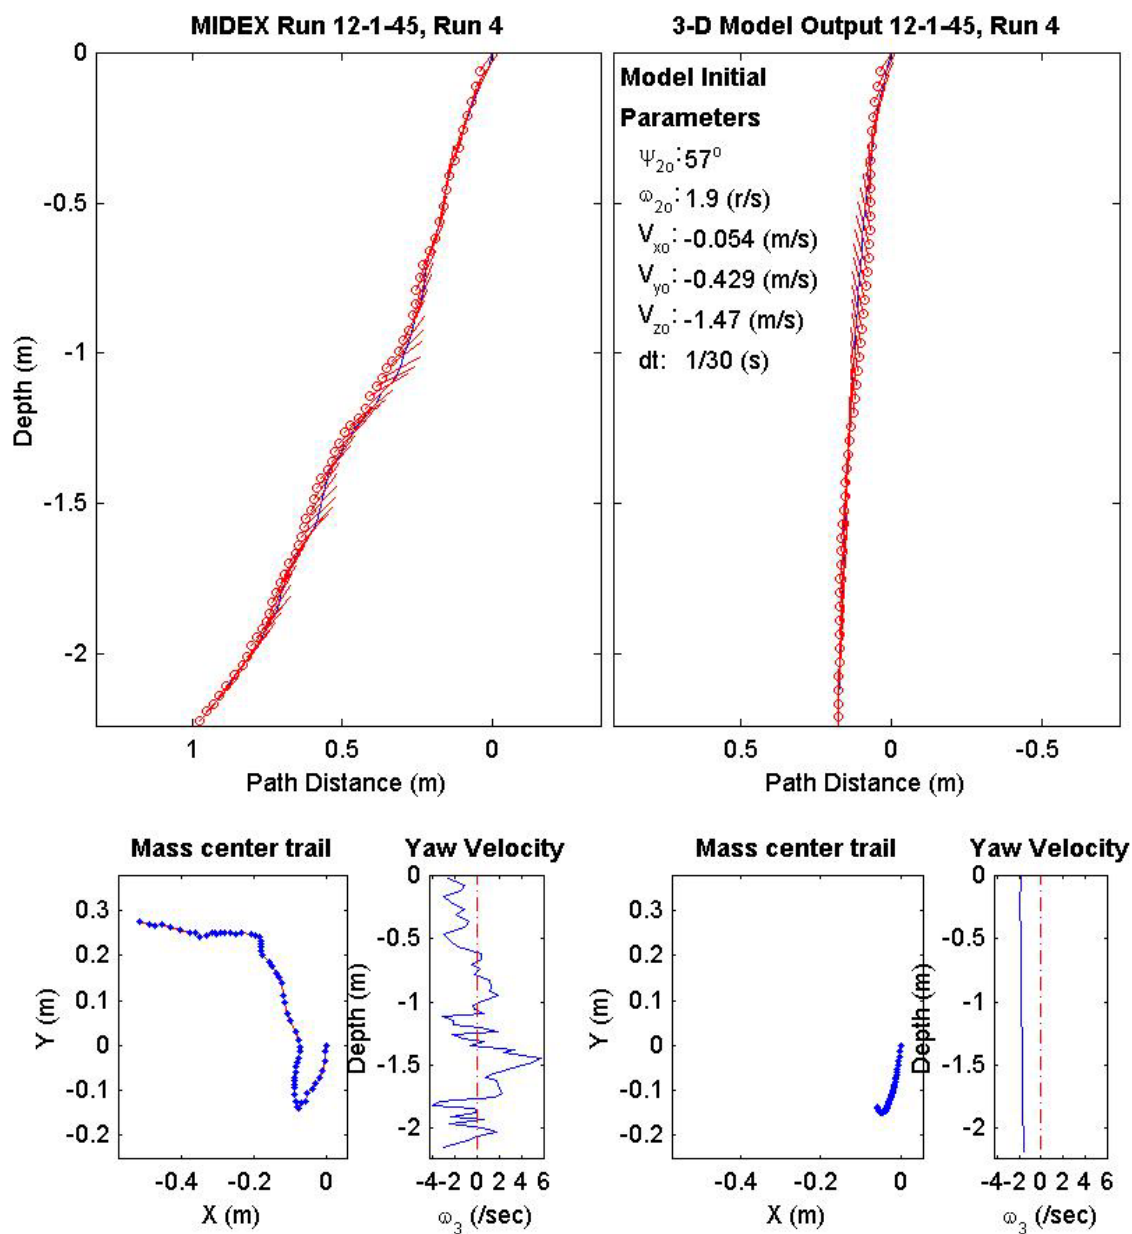 MIDEX Run 12-1-45, Run 4
0
-0.5
-1
-1.5
-2
Depth (m)
1 0.5 0
Path Distance (m)
3-D Model Output 12-1-45, Run 4
Model Initial
Parameters
Ψ2o: 57o
ω2o: 1.9 (r/s)
Vxo: -0.054 (m/s)
Vyo: -0.429 (m/s)
Vzo: -1.47 (m/s)
dt: 1/30 (s)
0.5 0 -0.5
Path Distance (m)
Mass center trail
0.3
0.2
0.1
0
-0.1
-0.2
Y (m)
-0.4 -0.2 0
X (m)
Yaw Velocity
0
-0.5
-1
-1.5
-2
Depth (m)
-4 -2 0 2 4 6
ω3 (/sec)
Mass center trail
0.3
0.2
0.1
0
-0.1
-0.2
Y (m)
-0.4 -0.2 0
X (m)
Yaw Velocity
0
-0.5
-1
-1.5
-2
Depth (m)
-4 -2 0 2 4 6
ω3 (/sec)